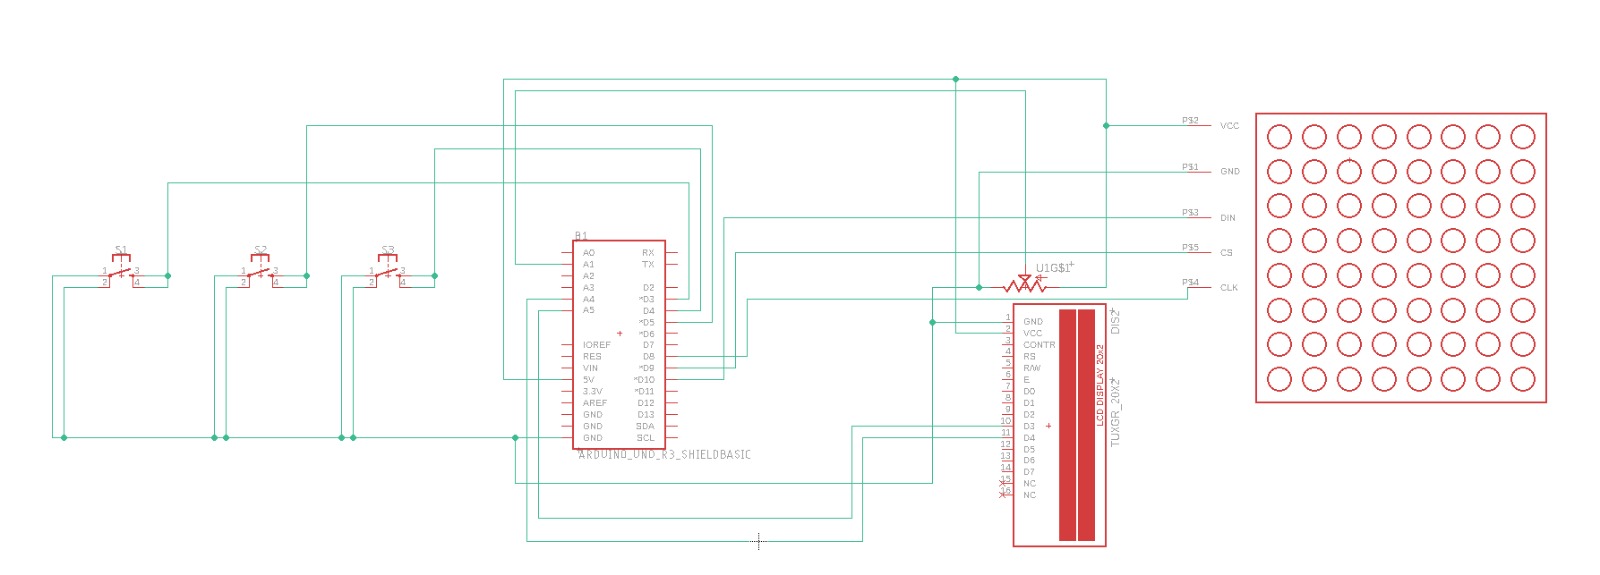 P$2 VCC
P$1 GND
P$3 DIN
P$5 CS
P$4 CLK
S1
1 3
2 4
S2
1 3
2 4
S3
1 3
2 4
B1
A0 RX
A1 TX
A2
A3 D2
A4 *D3
A5 D4
*D5
*D6
IOREF D7
RES D8
VIN *D9
5V *D10
3.3V *D11
AREF D12
GND D13
GND SDA
GND SCL
ARDUINO_UNO_R3_SHIELDBASIC
U1G$1
1 GND
2 VCC
3 CONTR
4 RS
5 R/W
6 E
7 D0
8 D1
9 D2
10 D3
11 D4
12 D5
13 D6
14 D7
15 NC
16 NC
LCD DISPLAY 20x2
DIS2
TUXGR_20X2